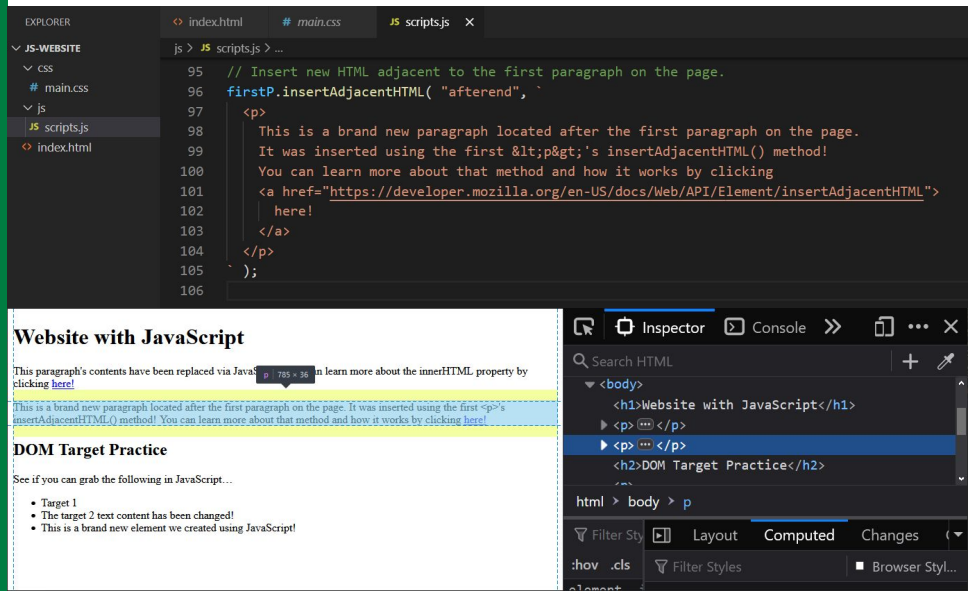 EXPLORER
index.html
# main.css
JS scripts.js ×
JS-WEBSITE
js > JS scripts.js > ...
css
# main.css
js
JS scripts.js
index.html
95 // Insert new HTML adjacent to the first paragraph on the page.
96 firstP.insertAdjacentHTML( "afterend", `
97 <p>
98 This is a brand new paragraph located after the first paragraph on the page.
99 It was inserted using the first &lt;p&gt;'s insertAdjacentHTML() method!
100 You can learn more about that method and how it works by clicking
101 <a href="https://developer.mozilla.org/en-US/docs/Web/API/Element/insertAdjacentHTML">
102 here!
103 </a>
104 </p>
105 ` );
106
Website with JavaScript
This paragraph's contents have been replaced via n learn more about the innerHTML property by
clicking here!
p 785 × 36
This is a brand new paragraph located after the first paragraph on the page. It was inserted using the first <p>'s
insertAdjacentHTML() method! You can learn more about that method and how it works by clicking here!
DOM Target Practice
See if you can grab the following in JavaScript…
• Target 1
• The target 2 text content has been changed!
• This is a brand new element we created using JavaScript!
Inspector Console
Search HTML
<body>
<h1>Website with JavaScript</h1>
<p> ••• </p>
<p> ••• </p>
<h2>DOM Target Practice</h2>
html > body > p
Filter Sty Layout Computed Changes
:hov .cls Filter Styles Browser Styl...